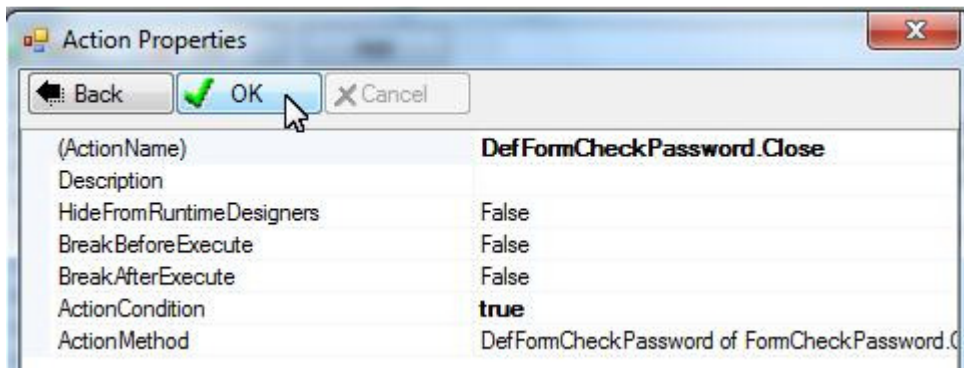 Action Properties
Back OK Cancel
(ActionName) DefFormCheckPassword.Close
Description
HideFromRuntimeDesigners False
BreakBeforeExecute False
BreakAfterExecute False
ActionCondition true
ActionMethod DefFormCheckPassword of FormCheckPassword.